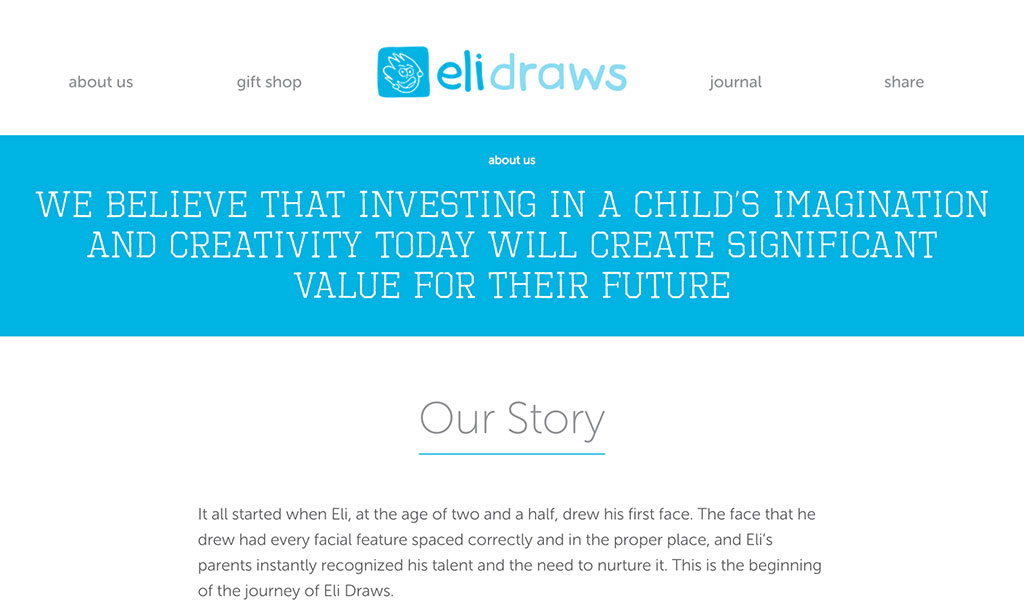 about us
gift shop
elidraws
journal
share
about us
WE BELIEVE THAT INVESTING IN A CHILD'S IMAGINATION
AND CREATIVITY TODAY WILL CREATE SIGNIFICANT
VALUE FOR THEIR FUTURE
Our Story
It all started when Eli, at the age of two and a half, drew his first face. The face that he
drew had every facial feature spaced correctly and in the proper place, and Eli's
parents instantly recognized his talent and the need to nurture it. This is the beginning
of the journey of Eli Draws.